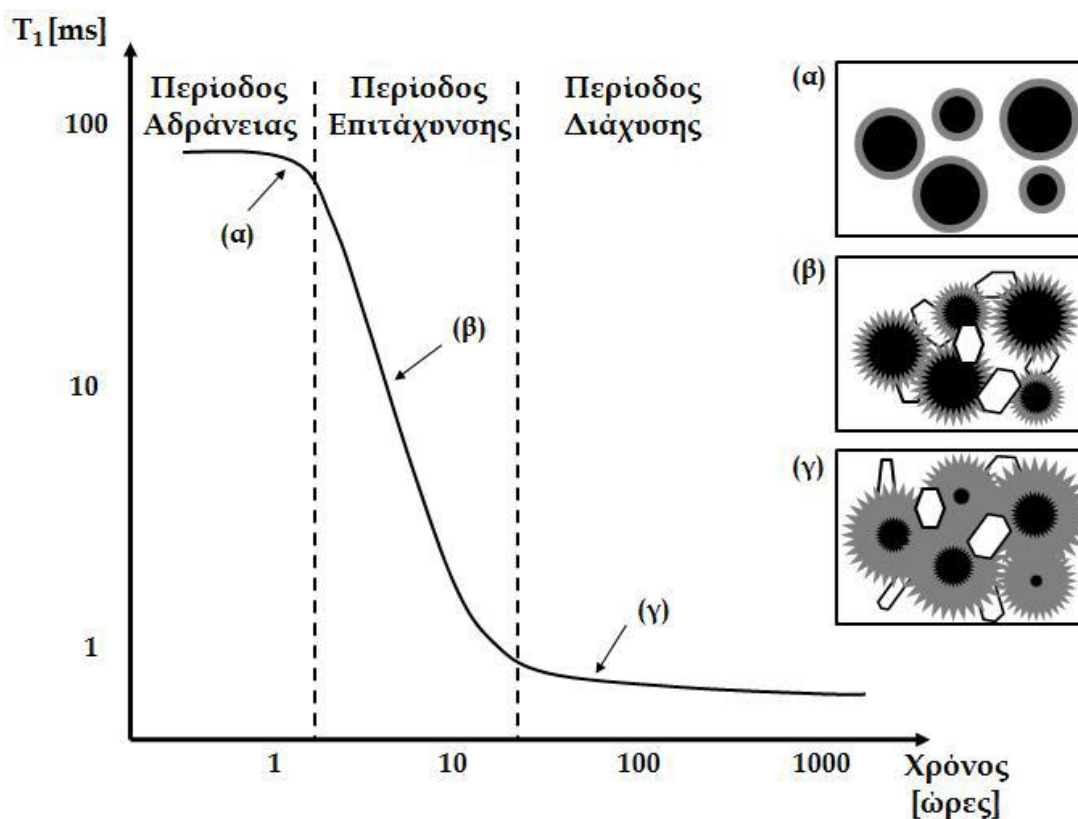 T₁ [ms]
Περίοδος Αδράνειας
Περίοδος Επιτάχυνσης
Περίοδος Διάχυσης
100
10
1
(α)
(β)
(γ)
1
10
100
1000
Χρόνος
[ώρες]
(α)
(β)
(γ)